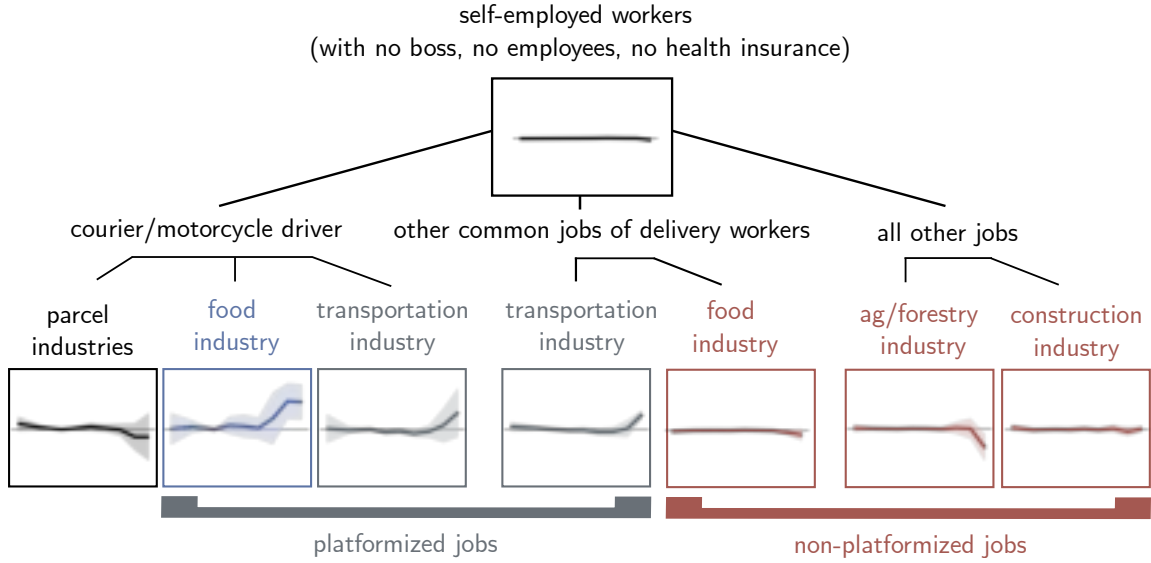 self-employed workers
(with no boss, no employees, no health insurance)
courier/motorcycle driver
other common jobs of delivery workers
all other jobs
parcel
industries
food
industry
transportation
industry
transportation
industry
food
industry
ag/forestry
industry
construction
industry
platformized jobs
non-platformized jobs